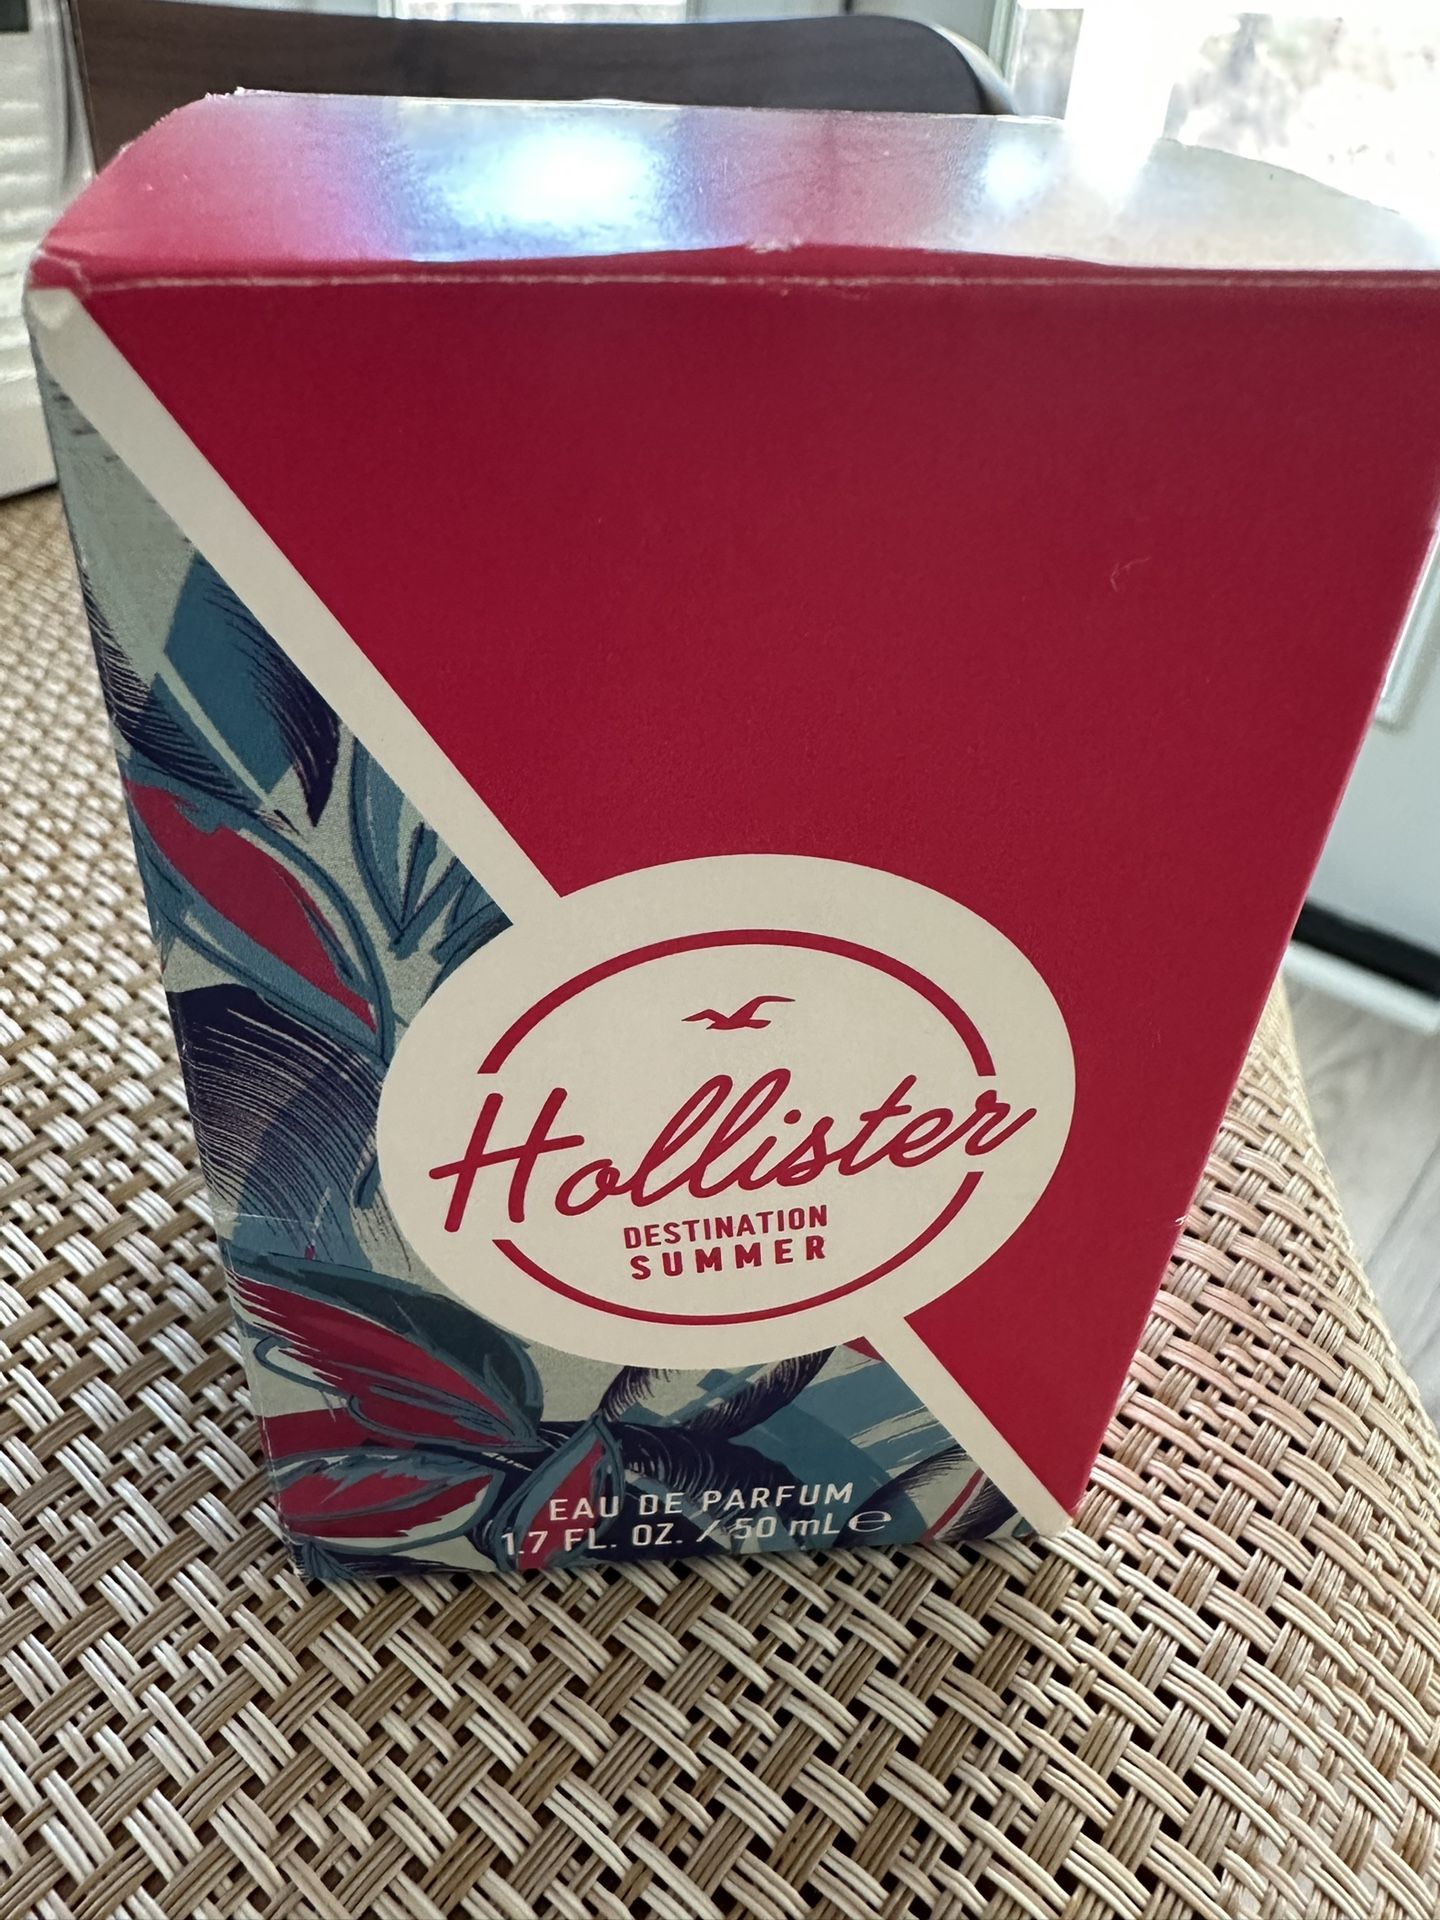 Hollister
DESTINATION
SUMMER
EAU DE PARFUM
1.7 FL. OZ. / 50 mL ℮